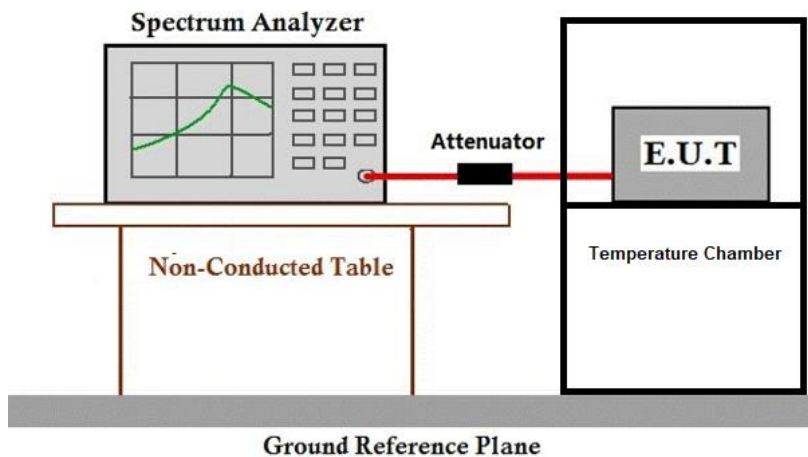 Spectrum Analyzer
Attenuator
E.U.T
Non-Conducted Table
Temperature Chamber
Ground Reference Plane